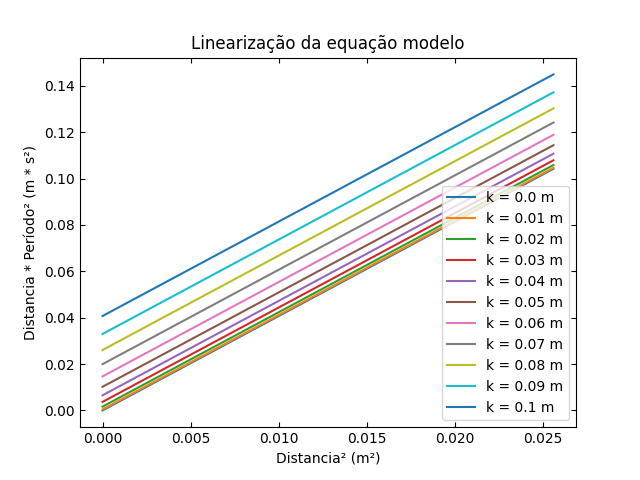 Linearização da equação modelo
Distancia * Período² (m * s²)
0.14
0.12
0.10
0.08
0.06
0.04
0.02
0.00
k = 0.0 m
k = 0.01 m
k = 0.02 m
k = 0.03 m
k = 0.04 m
k = 0.05 m
k = 0.06 m
k = 0.07 m
k = 0.08 m
k = 0.09 m
k = 0.1 m
0.000 0.005 0.010 0.015 0.020 0.025
Distancia² (m²)